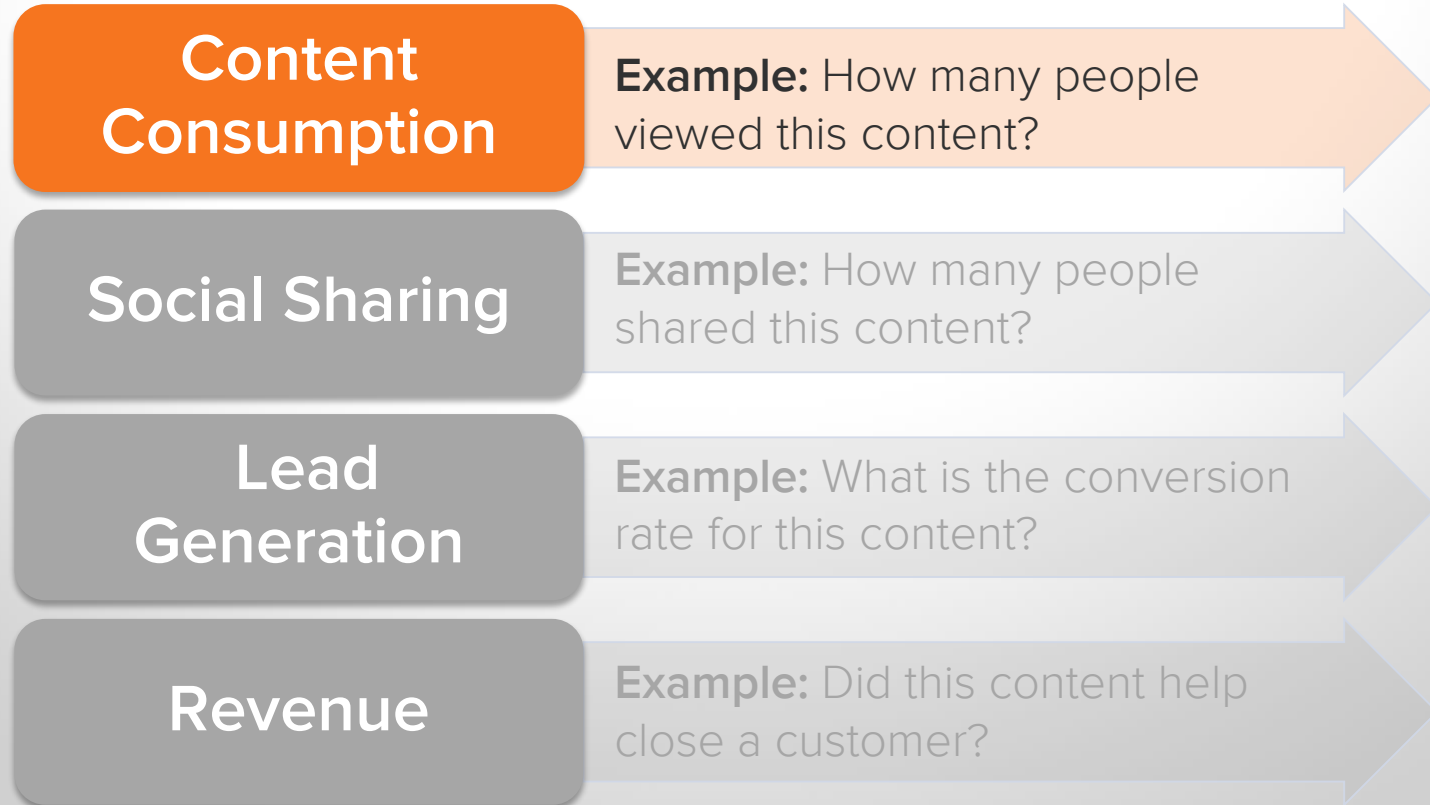 Content
Consumption
Example: How many people
viewed this content?
Social Sharing
Example: How many people
shared this content?
Lead
Generation
Example: What is the conversion
rate for this content?
Revenue
Example: Did this content help
close a customer?